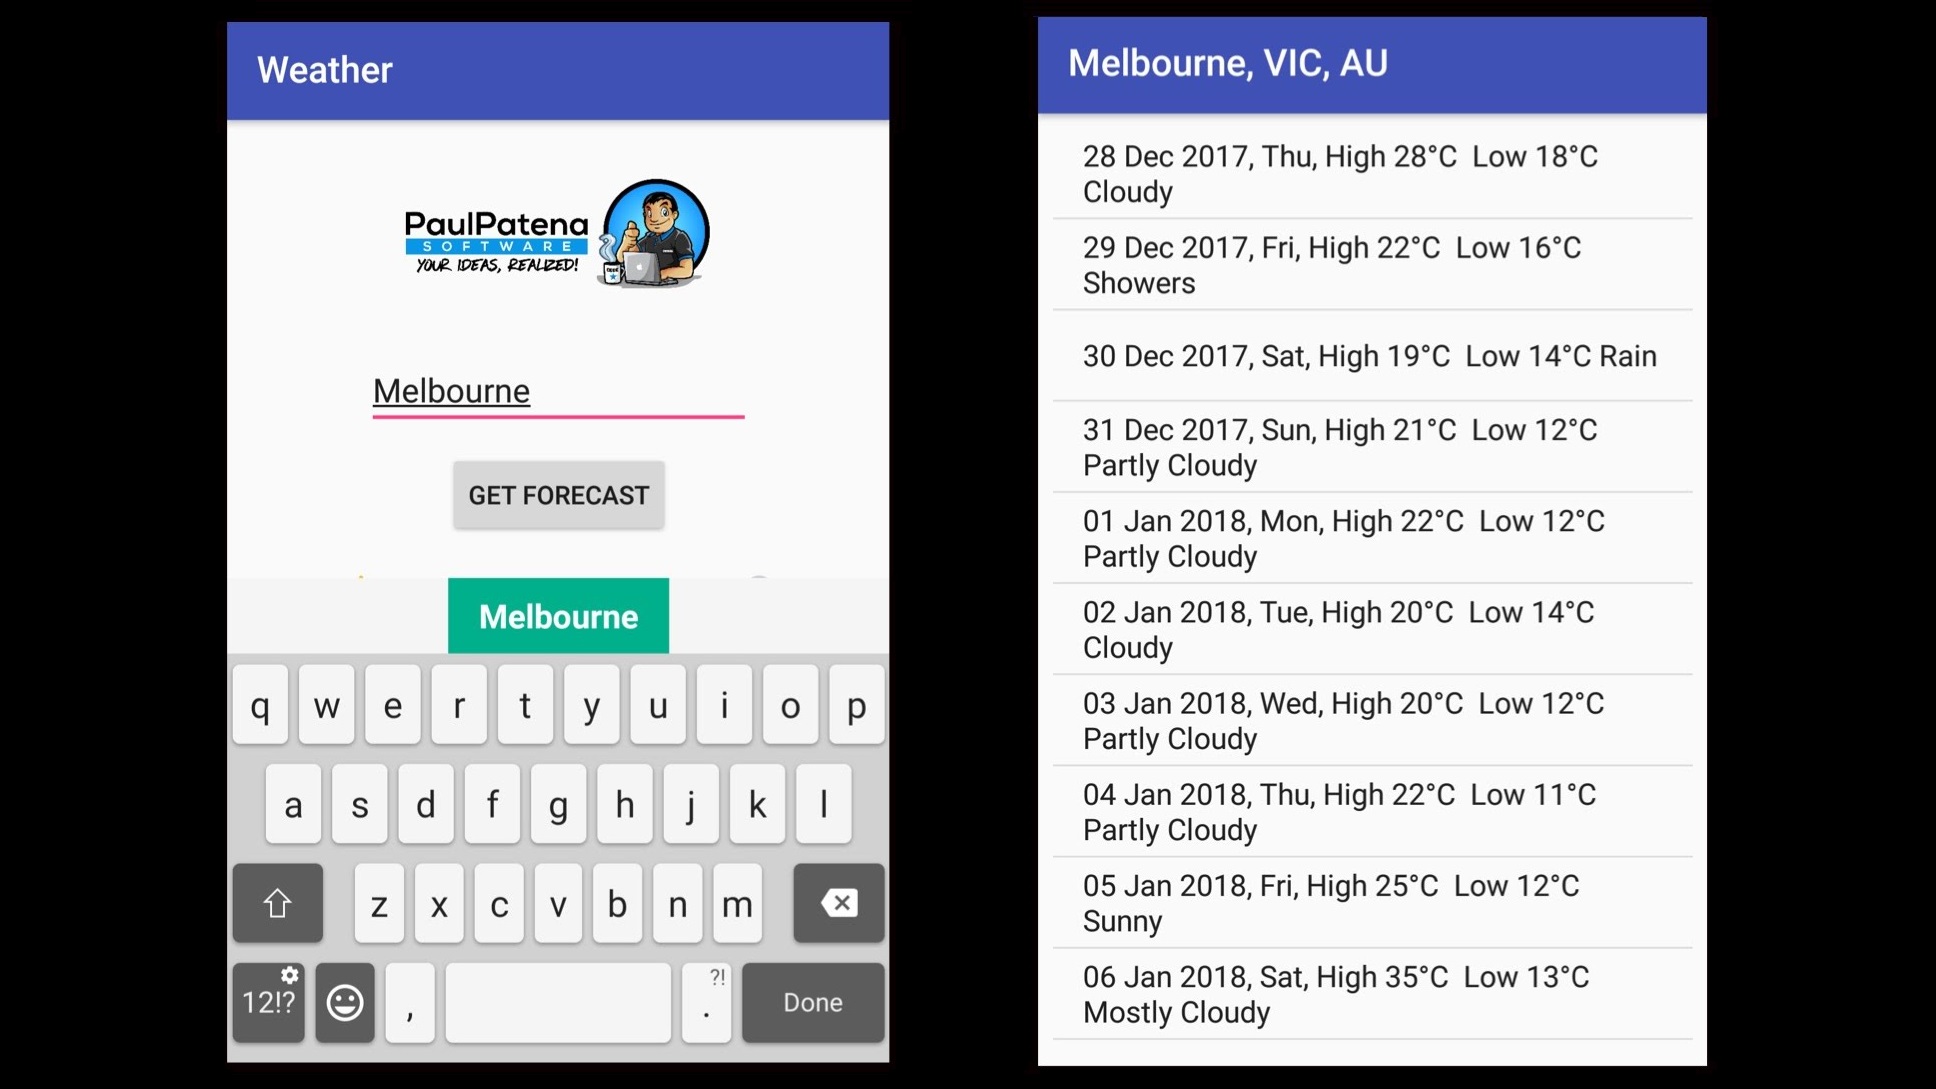 Weather
PaulPatena
SOFTWARE
YOUR IDEAS, REALIZED!
Melbourne
GET FORECAST
Melbourne
q w e r t y u i o p
a s d f g h j k l
z x c v b n m
12!? , ?! . Done
Melbourne, VIC, AU
28 Dec 2017, Thu, High 28°C Low 18°C
Cloudy
29 Dec 2017, Fri, High 22°C Low 16°C
Showers
30 Dec 2017, Sat, High 19°C Low 14°C Rain
31 Dec 2017, Sun, High 21°C Low 12°C
Partly Cloudy
01 Jan 2018, Mon, High 22°C Low 12°C
Partly Cloudy
02 Jan 2018, Tue, High 20°C Low 14°C
Cloudy
03 Jan 2018, Wed, High 20°C Low 12°C
Partly Cloudy
04 Jan 2018, Thu, High 22°C Low 11°C
Partly Cloudy
05 Jan 2018, Fri, High 25°C Low 12°C
Sunny
06 Jan 2018, Sat, High 35°C Low 13°C
Mostly Cloudy